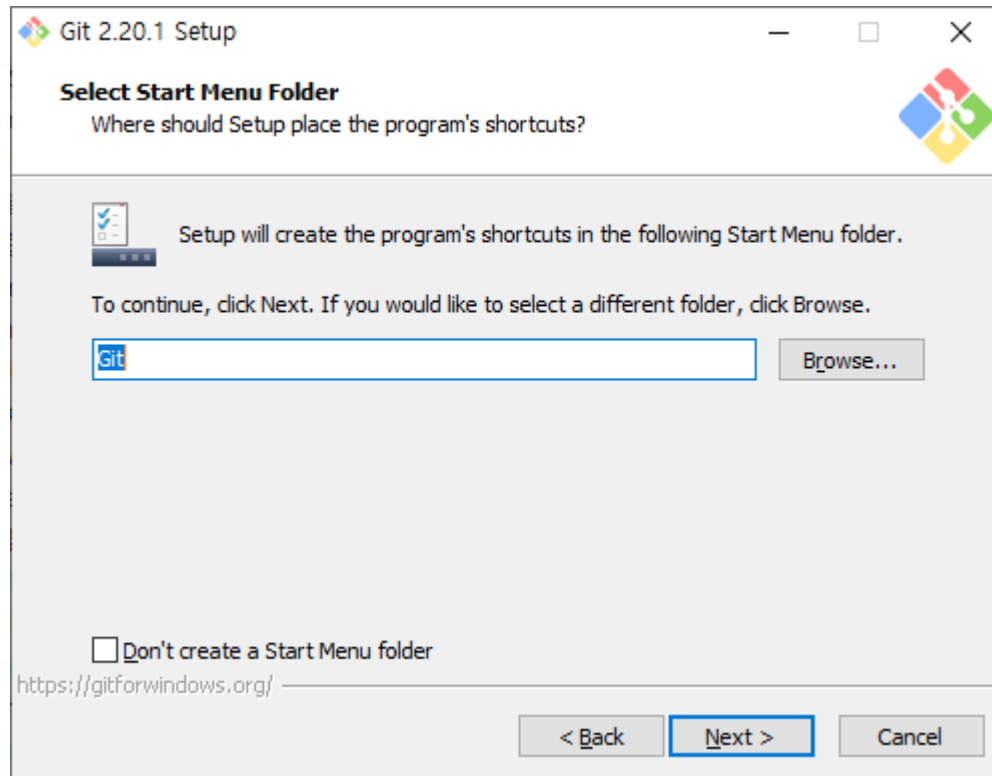 Git 2.20.1 Setup
Select Start Menu Folder
Where should Setup place the program's shortcuts?
Setup will create the program's shortcuts in the following Start Menu folder.
To continue, click Next. If you would like to select a different folder, click Browse.
Git
Browse...
Don't create a Start Menu folder
https://gitforwindows.org/
< Back
Next >
Cancel